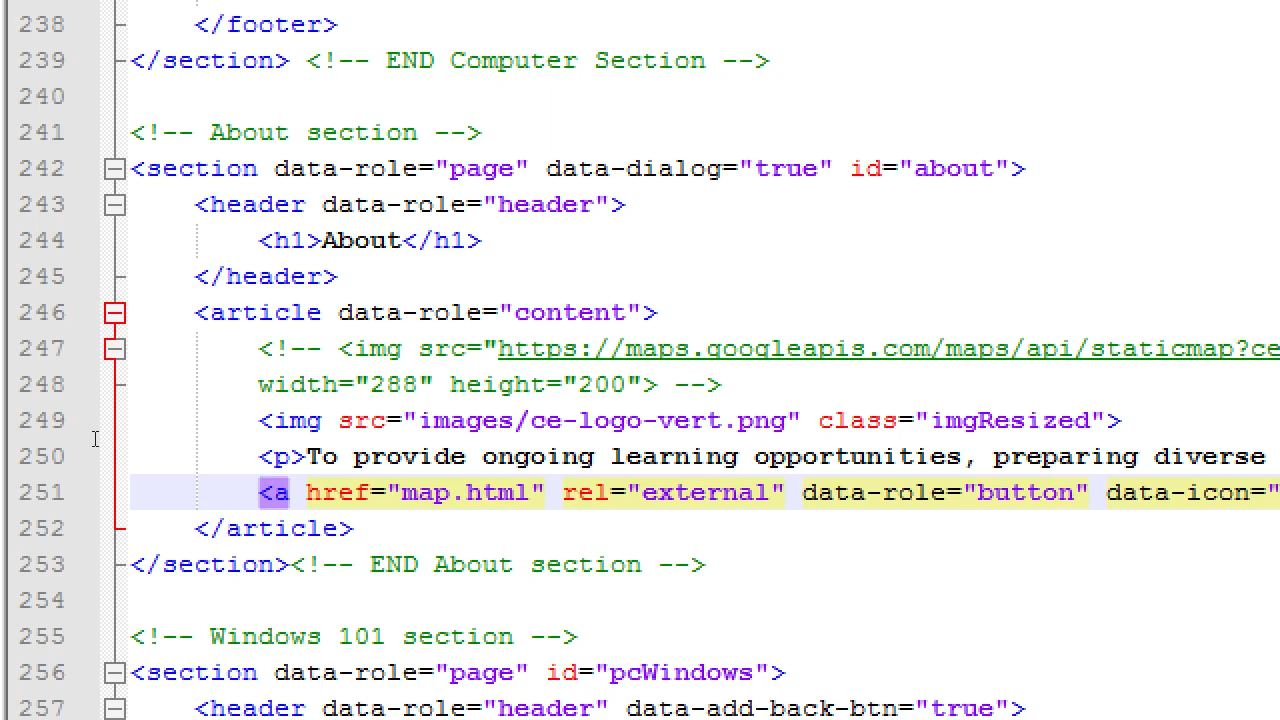 238 </footer>
239 </section> <!-- END Computer Section -->
240
241 <!-- About section -->
242 <section data-role="page" data-dialog="true" id="about">
243 <header data-role="header">
244 <h1>About</h1>
245 </header>
246 <article data-role="content">
247 <!-- <img src="https://maps.googleapis.com/maps/api/staticmap?ce
248 width="288" height="200"> -->
249 <img src="images/ce-logo-vert.png" class="imgResized">
250 <p>To provide ongoing learning opportunities, preparing diverse
251 <a href="map.html" rel="external" data-role="button" data-icon="
252 </article>
253 </section><!-- END About section -->
254
255 <!-- Windows 101 section -->
256 <section data-role="page" id="pcWindows">
257 <header data-role="header" data-add-back-btn="true">